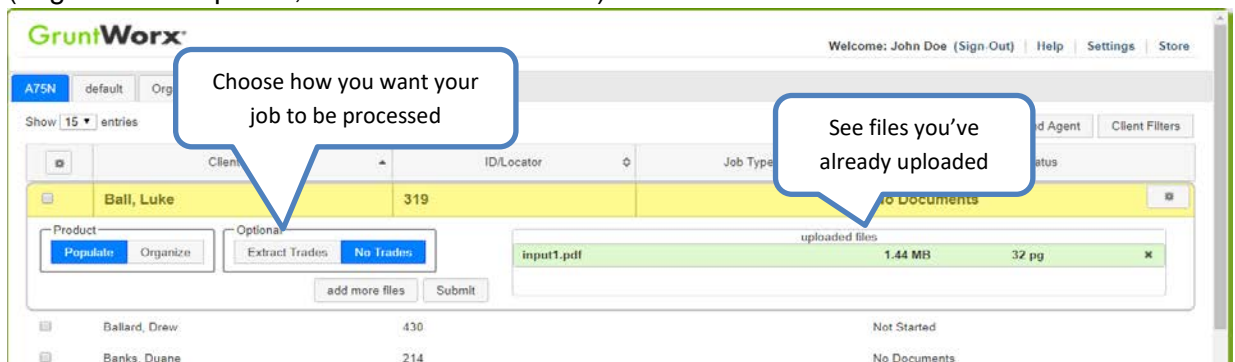 GruntWorx
Welcome: John Doe (Sign-Out) | Help | Settings | Store
Choose how you want your
job to be processed
A75N default
See files you've
already uploaded
Show 15 entries
Agent Client Filters
Client ID/Locator Job Type
Ball, Luke 319 No Documents
Product Optional uploaded files
Populate Organize Extract Trades No Trades input1.pdf 1.44 MB 32 pg ×
add more files Submit
Ballard, Drew 430 Not Started
Banks, Duane 214 No Documents